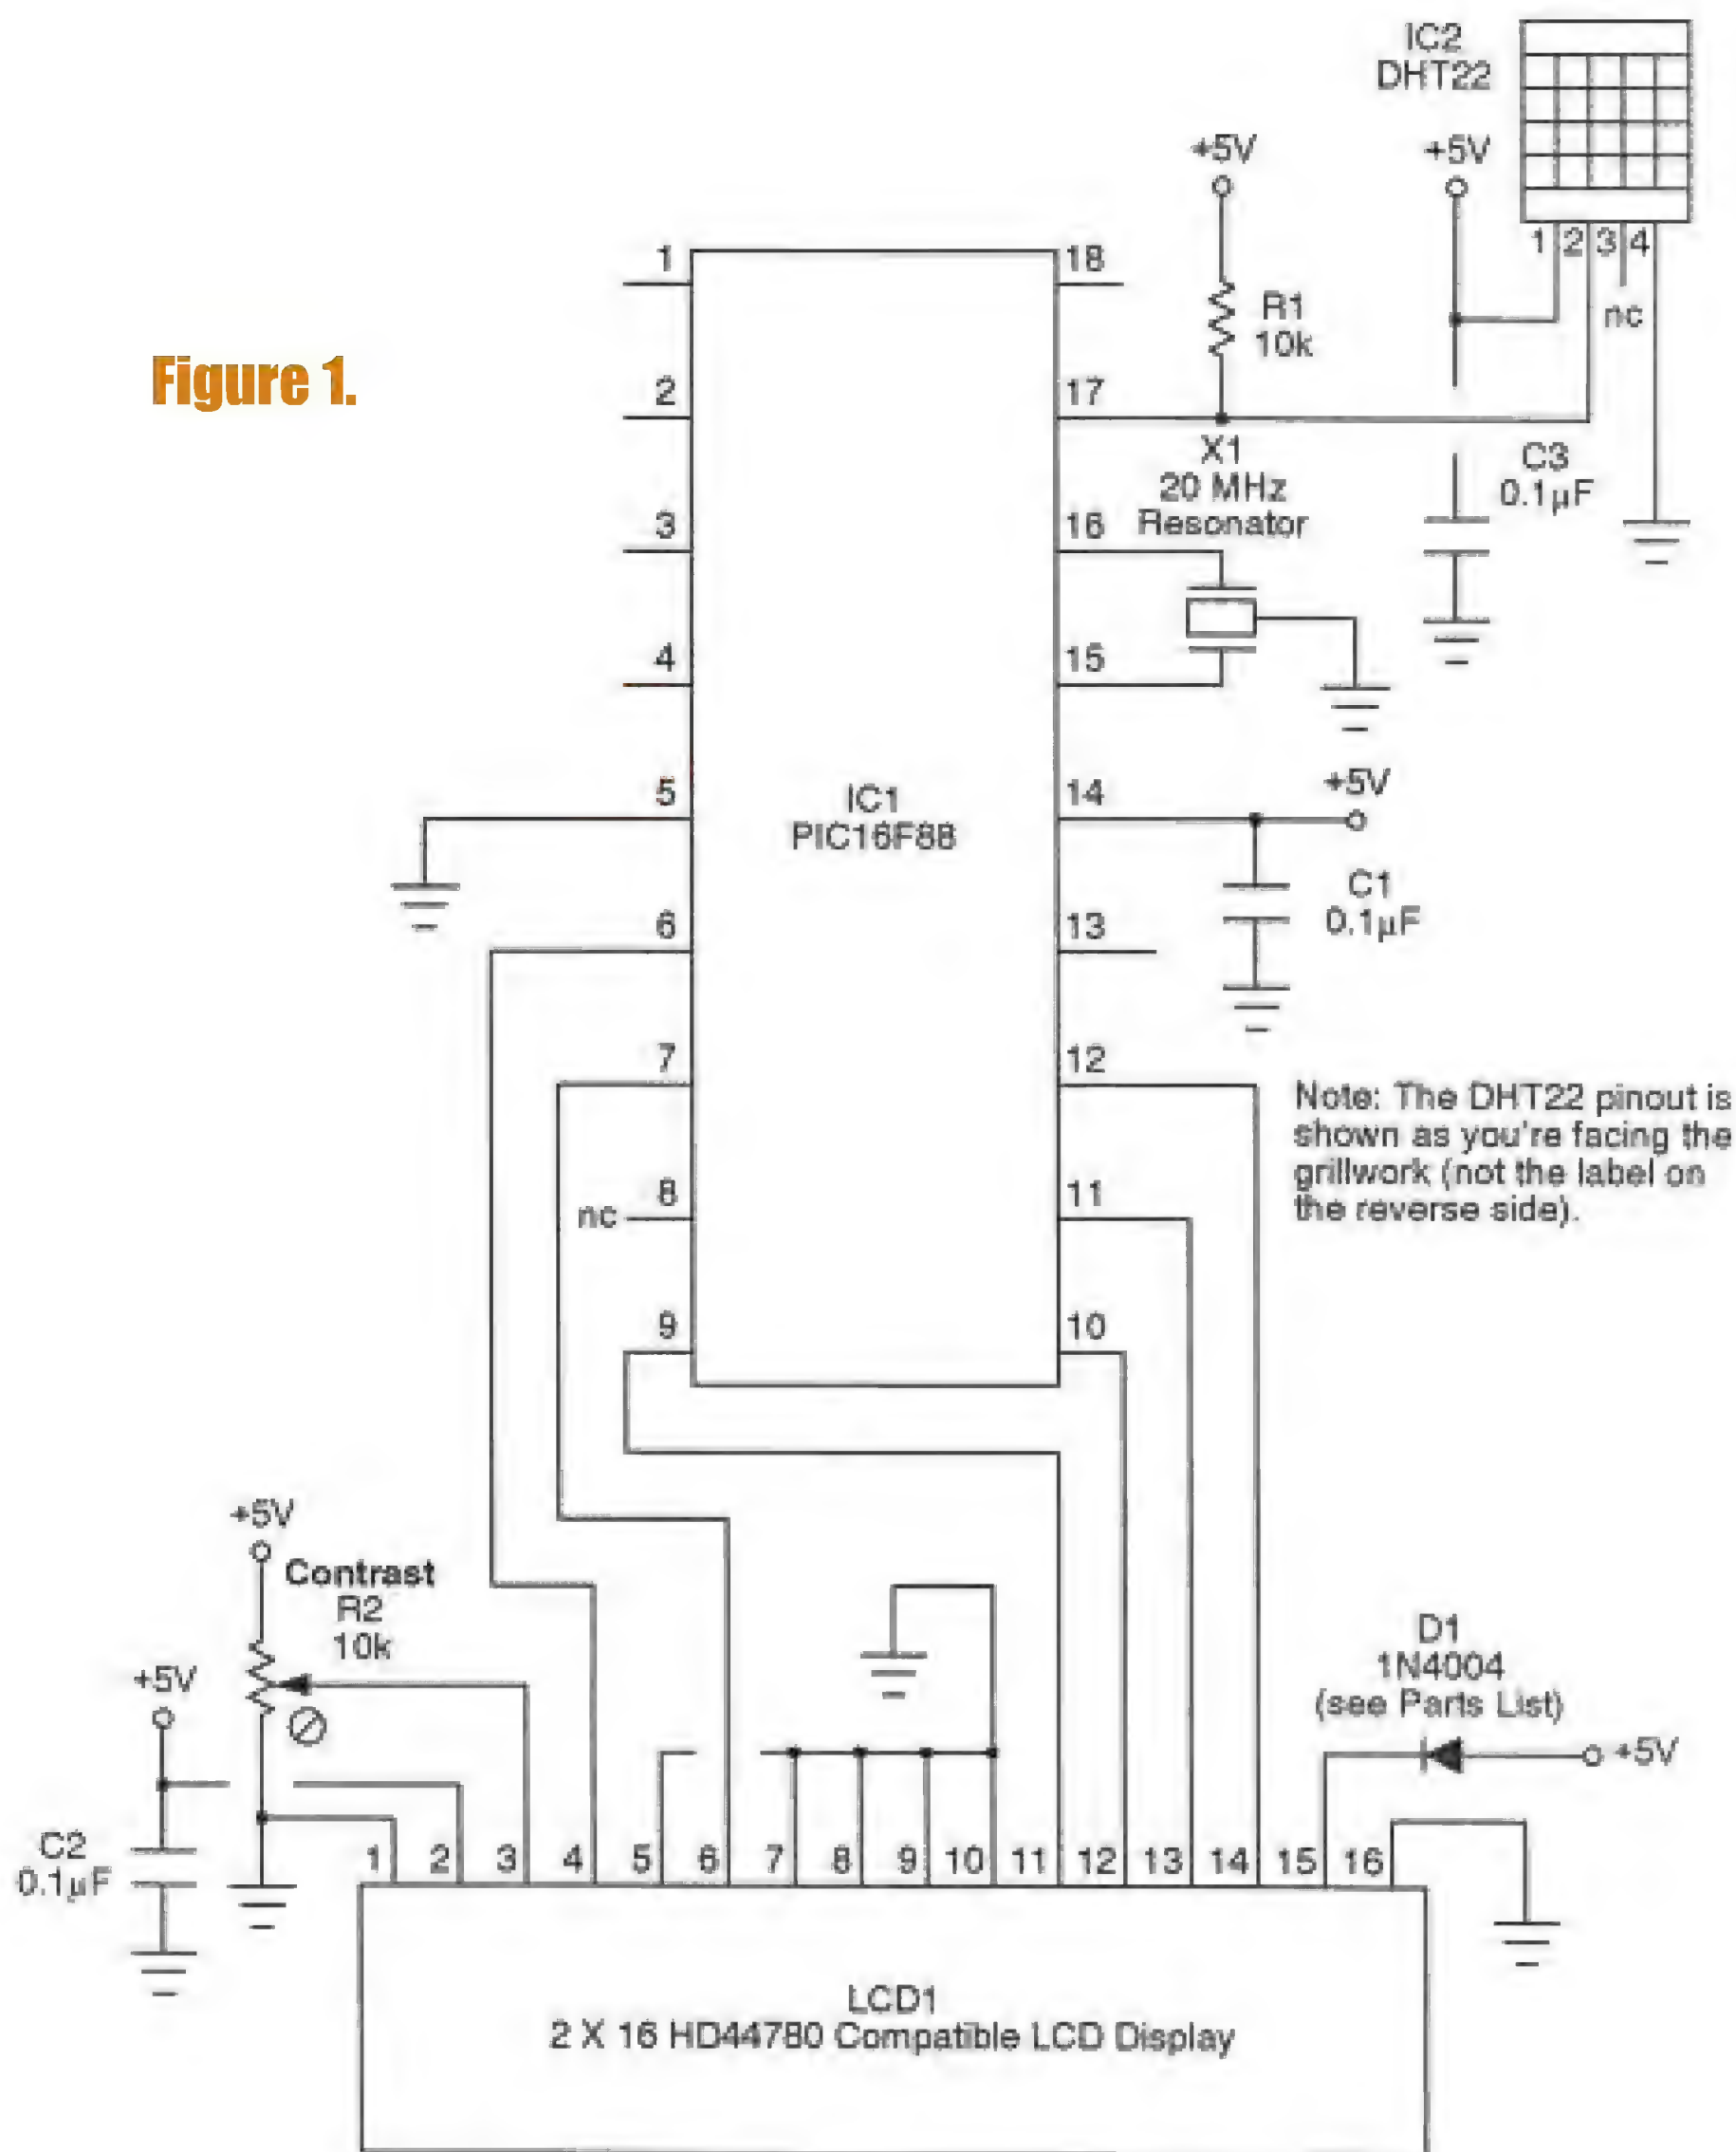 Figure 1.
IC2
DHT22
+5V
+5V
1 2 3 4
nc
R1
10k
1
2
3
4
5
6
7
8
9
nc
18
17
16
15
14
13
12
11
10
X1
20 MHz
Resonator
C3
0.1µF
IC1
PIC16F88
+5V
C1
0.1µF
Note: The DHT22 pinout is
shown as you're facing the
grillwork (not the label on
the reverse side).
+5V
Contrast
R2
10k
+5V
C2
0.1µF
D1
1N4004
(see Parts List)
+5V
1 2 3 4 5 6 7 8 9 10 11 12 13 14 15 16
LCD1
2 X 16 HD44780 Compatible LCD Display